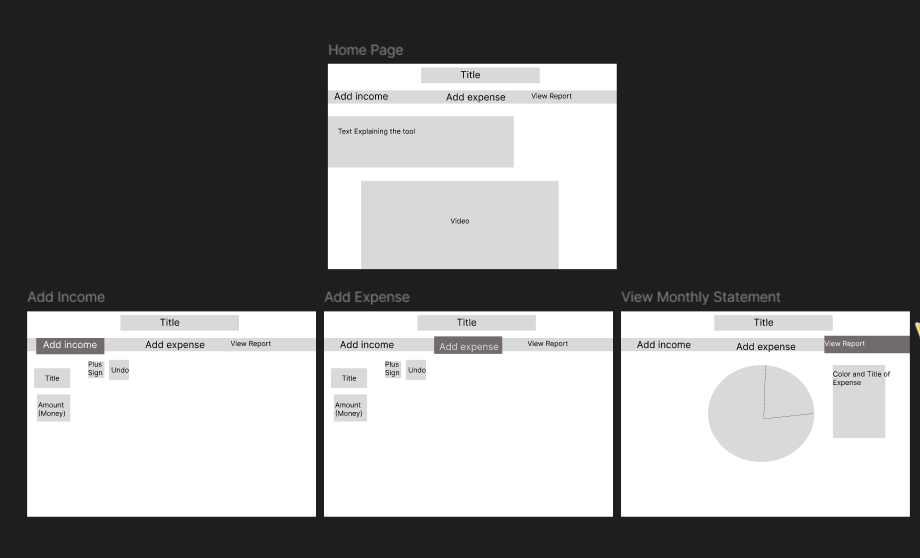 Home Page
Title
Add income
Add expense
View Report
Text Explaining the tool
Video
Add Income
Title
Add income
Add expense
View Report
Plus
Sign
Undo
Title
Amount
(Money)
Add Expense
Title
Add income
Add expense
View Report
Plus
Sign
Undo
Title
Amount
(Money)
View Monthly Statement
Title
Add income
Add expense
View Report
Color and Title of
Expense